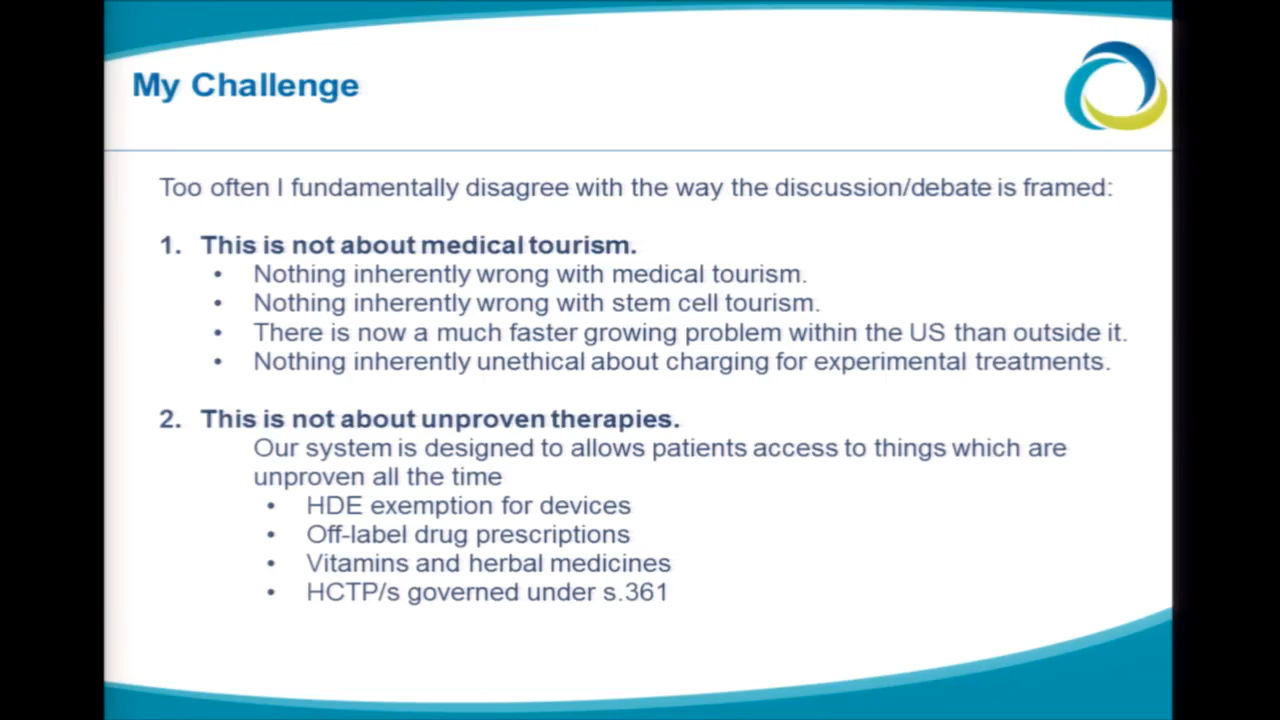 My Challenge
Too often I fundamentally disagree with the way the discussion/debate is framed:
1. This is not about medical tourism.
• Nothing inherently wrong with medical tourism.
• Nothing inherently wrong with stem cell tourism.
• There is now a much faster growing problem within the US than outside it.
• Nothing inherently unethical about charging for experimental treatments.
2. This is not about unproven therapies.
Our system is designed to allows patients access to things which are
unproven all the time
• HDE exemption for devices
• Off-label drug prescriptions
• Vitamins and herbal medicines
• HCTP/s governed under s.361